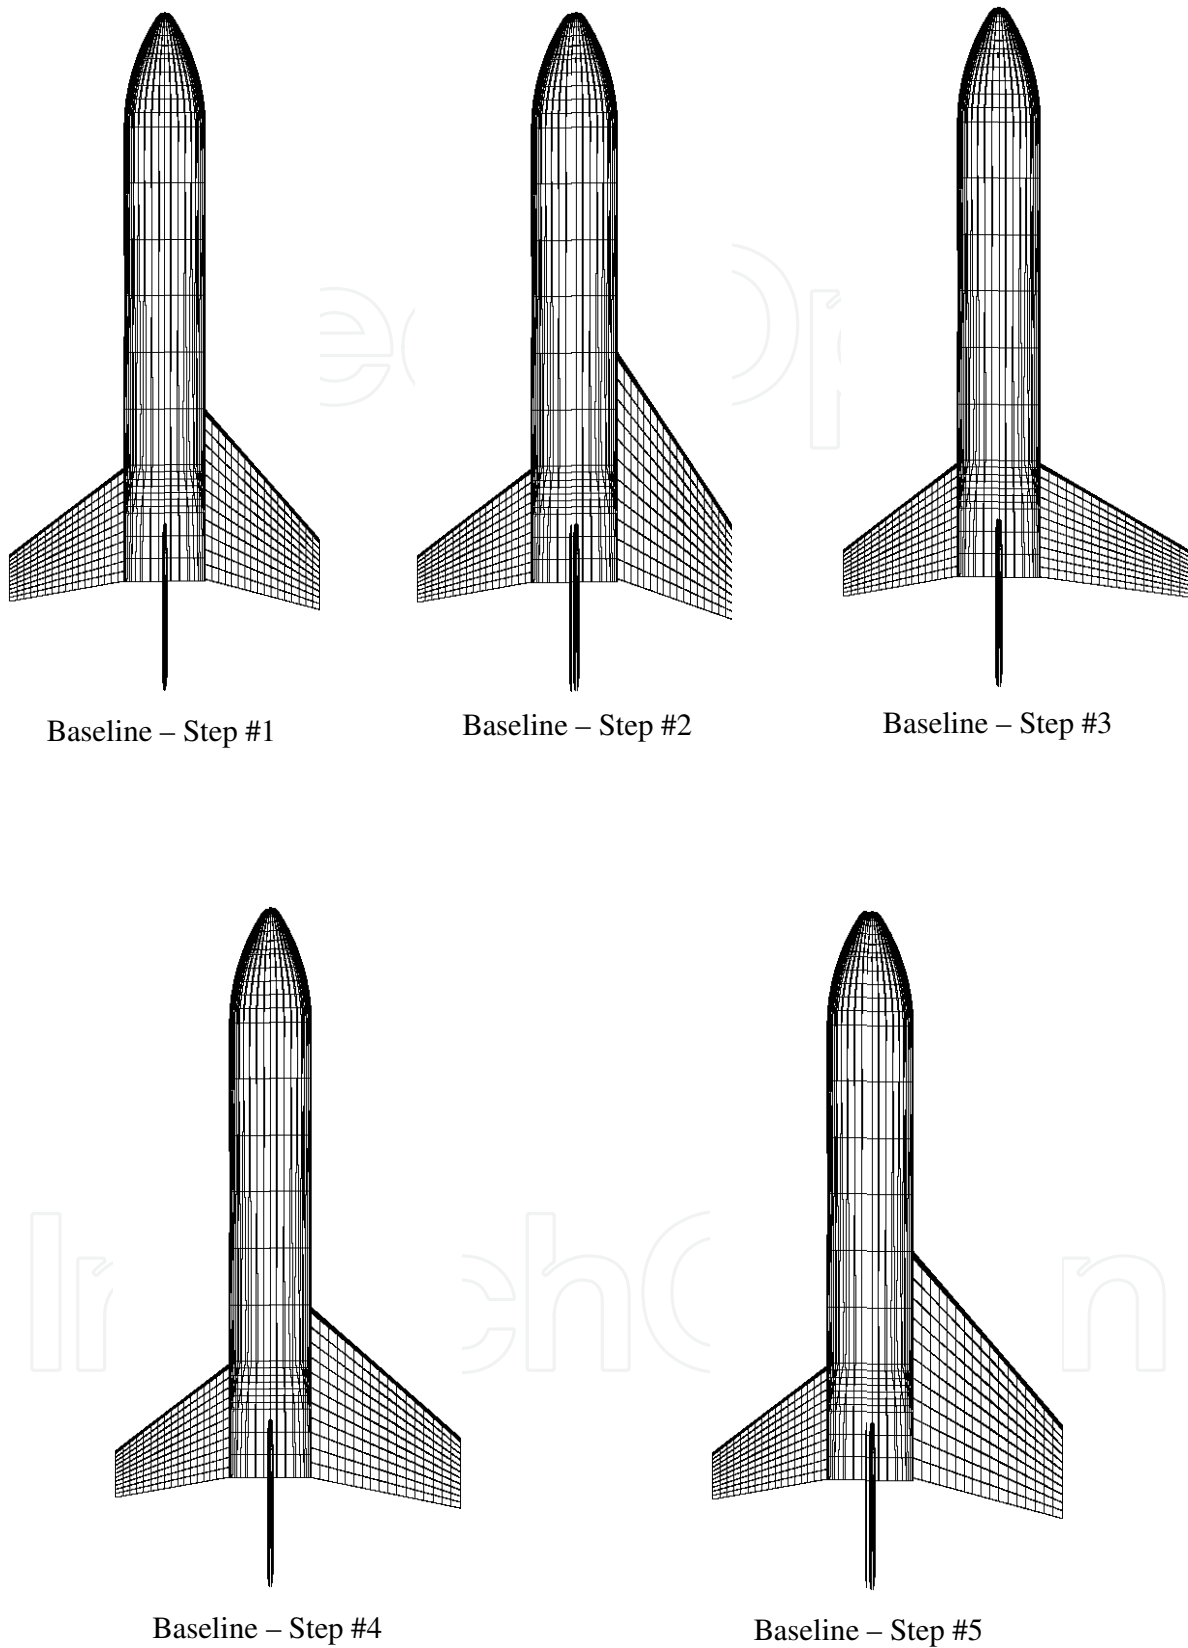 Baseline – Step #1
Baseline – Step #2
Baseline – Step #3
Baseline – Step #4
Baseline – Step #5